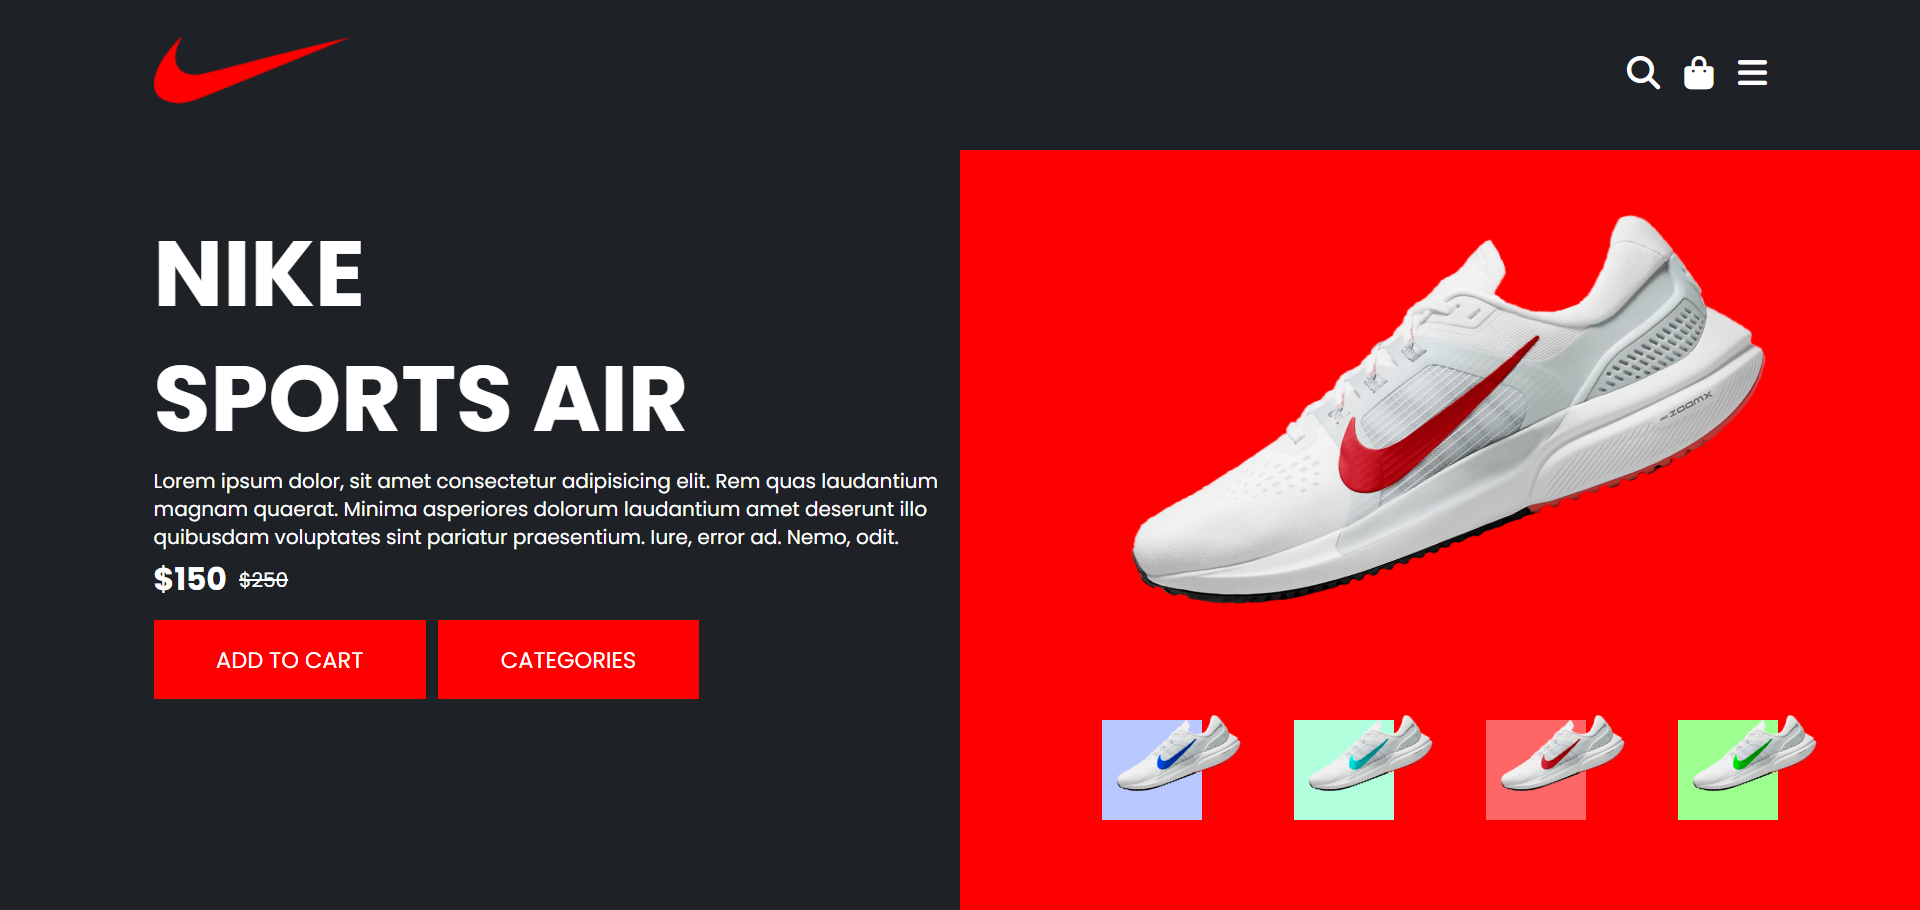 NIKE
SPORTS AIR
Lorem ipsum dolor, sit amet consectetur adipisicing elit. Rem quas laudantium
magnam quaerat. Minima asperiores dolorum laudantium amet deserunt illo
quibusdam voluptates sint pariatur praesentium. Iure, error ad. Nemo, odit.
$150 $250
ADD TO CART
CATEGORIES
ZOOMX